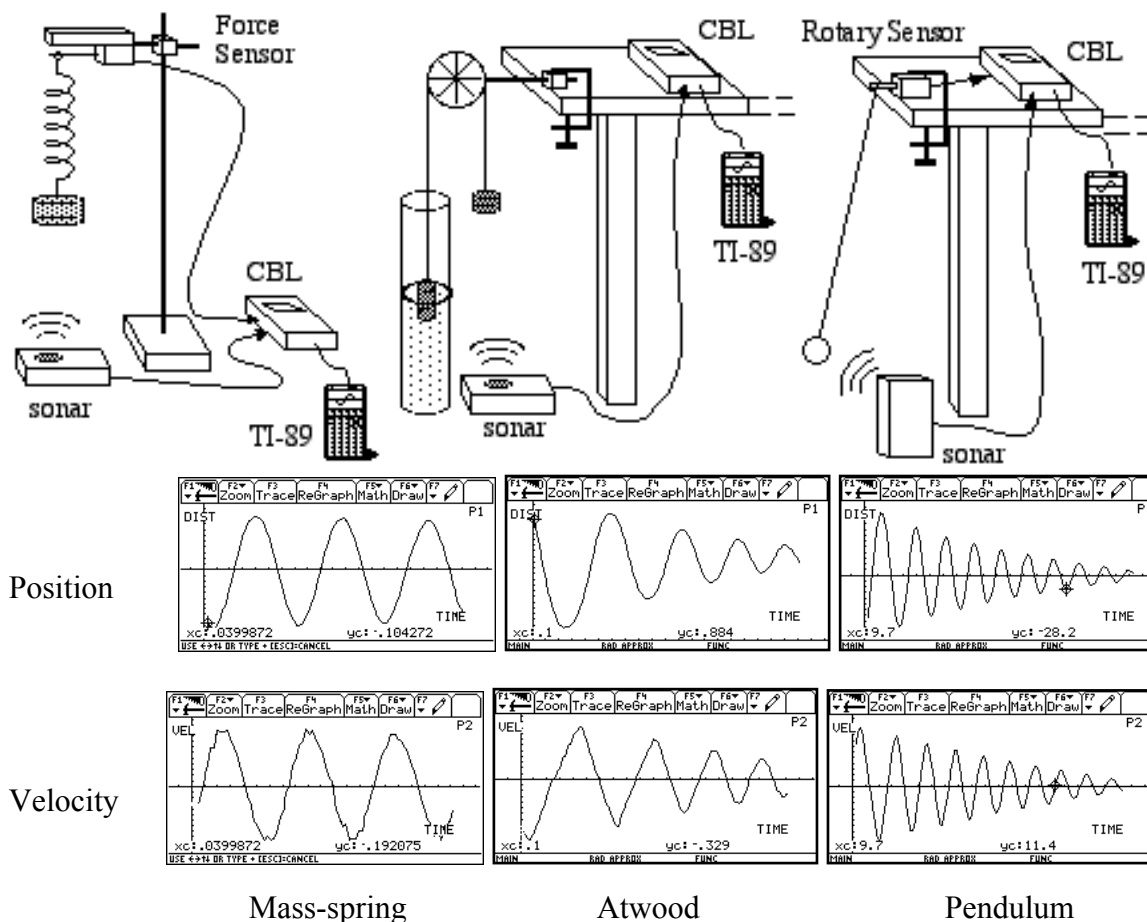 Force
Sensor
CBL
TI-89
sonar
CBL
TI-89
sonar
Rotary Sensor
CBL
TI-89
sonar
Position
F1 F2 F3 F4 F5 F6 F7
Zoom Trace ReGraph Math Draw
P1
DIST
TIME
xc:.0399872 yc:-.104272
USE ←→↑↓ OR TYPE + [ESC]=CANCEL
F1 F2 F3 F4 F5 F6 F7
Zoom Trace ReGraph Math Draw
P1
DIST
TIME
xc:.1 yc:.884
MAIN RAD APPROX FUNC
F1 F2 F3 F4 F5 F6 F7
Zoom Trace ReGraph Math Draw
P
DIST
TIME
xc:9.7 yc:-28.2
MAIN RAD APPROX FUNC
Velocity
F1 F2 F3 F4 F5 F6 F7
Zoom Trace ReGraph Math Draw
P2
VEL
TIME
xc:.0399872 yc:-.192075
USE ←→↑↓ OR TYPE + [ESC]=CANCEL
F1 F2 F3 F4 F5 F6 F7
Zoom Trace ReGraph Math Draw
P2
VEL
TIME
xc:.1 yc:-.329
MAIN RAD APPROX FUNC
F1 F2 F3 F4 F5 F6 F7
Zoom Trace ReGraph Math Draw
P2
VEL
TIME
xc:9.7 yc:11.4
MAIN RAD APPROX FUNC
Mass-spring Atwood Pendulum